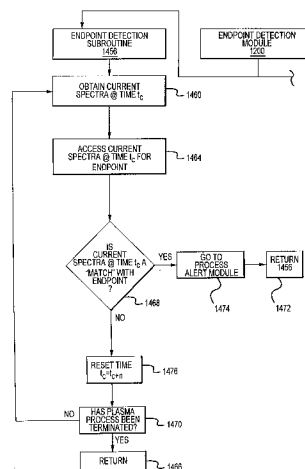 ENDPOINT DETECTION
SUBROUTINE
1456
ENDPOINT DETECTION
MODULE
1200
OBTAIN CURRENT
SPECTRA @ TIME tc
1460
ACCESS CURRENT
SPECTRA @ TIME tc FOR
ENDPOINT
1464
IS
CURRENT
SPECTRA @ TIME tc A
"MATCH" WITH
ENDPOINT
?
1468
YES
GO TO
PROCESS
ALERT MODULE
1474
RETURN
1456
1472
NO
RESET TIME
tc=tc+n
1476
NO
HAS PLASMA
PROCESS BEEN
TERMINATED?
1470
YES
RETURN
1466